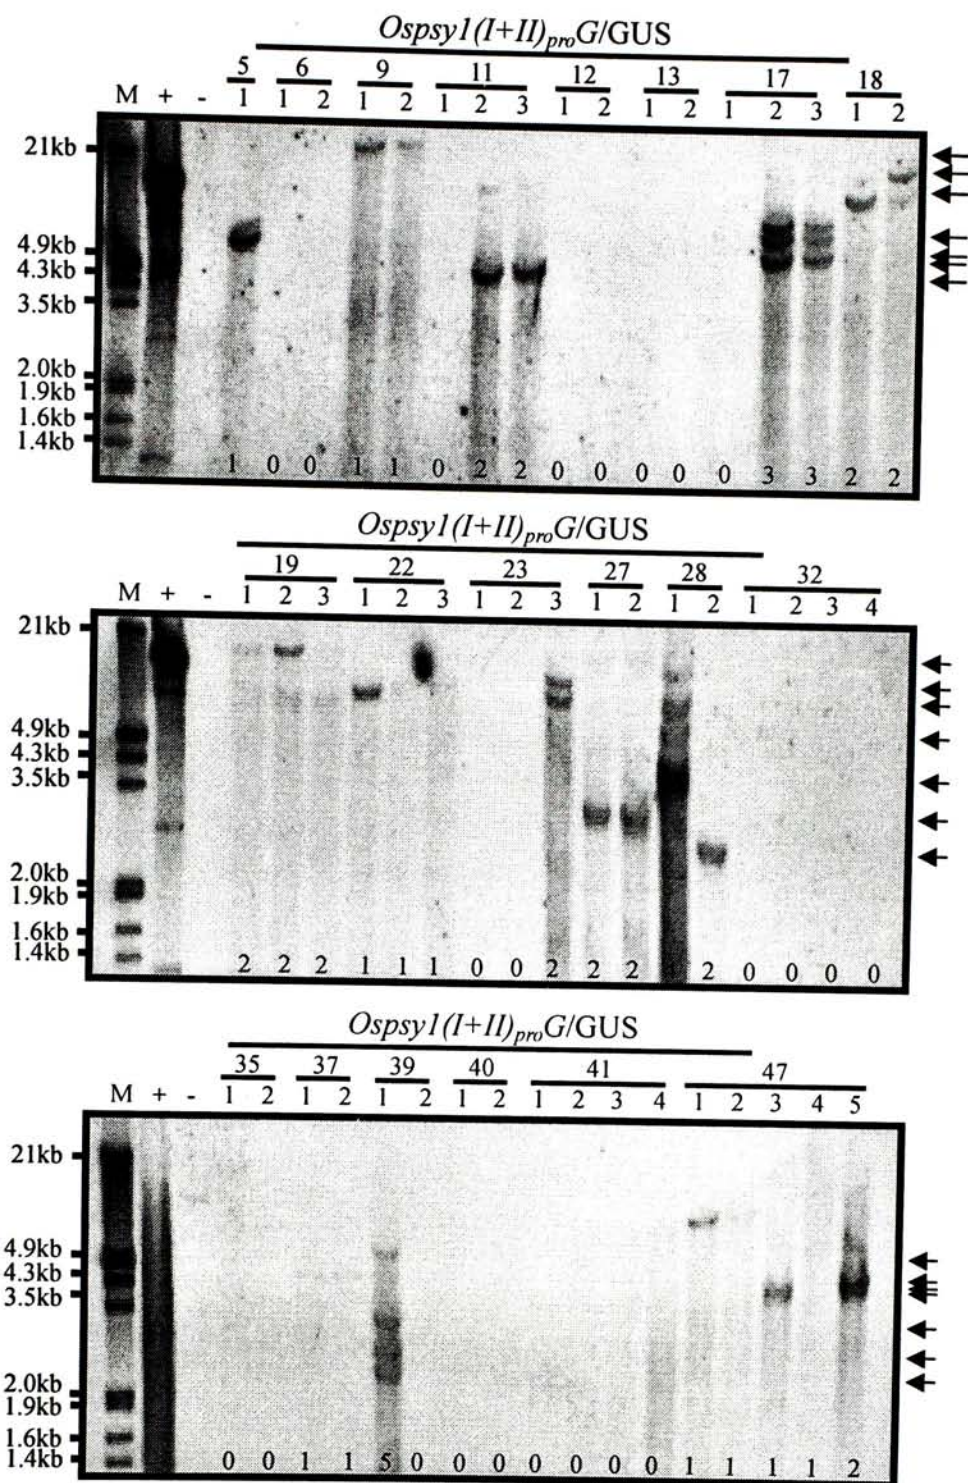 Ospsy1(I+II)proG/GUS
5 6 9 11 12 13 17 18
M + - 1 1 2 1 2 1 2 3 1 2 1 2 1 2 3 1 2
21kb
4.9kb
4.3kb
3.5kb
2.0kb
1.9kb
1.6kb
1.4kb
1 0 0 1 1 0 2 2 0 0 0 0 0 3 3 2 2
Ospsy1(I+II)proG/GUS
19 22 23 27 28 32
M + - 1 2 3 1 2 3 1 2 3 1 2 1 2 1 2 3 4
21kb
4.9kb
4.3kb
3.5kb
2.0kb
1.9kb
1.6kb
1.4kb
2 2 2 1 1 1 0 0 2 2 2 2 0 0 0 0
Ospsy1(I+II)proG/GUS
35 37 39 40 41 47
M + - 1 2 1 2 1 2 1 2 1 2 3 4 1 2 3 4 5
21kb
4.9kb
4.3kb
3.5kb
2.0kb
1.9kb
1.6kb
1.4kb
0 0 1 1 5 0 0 0 0 0 0 0 1 1 1 1 2